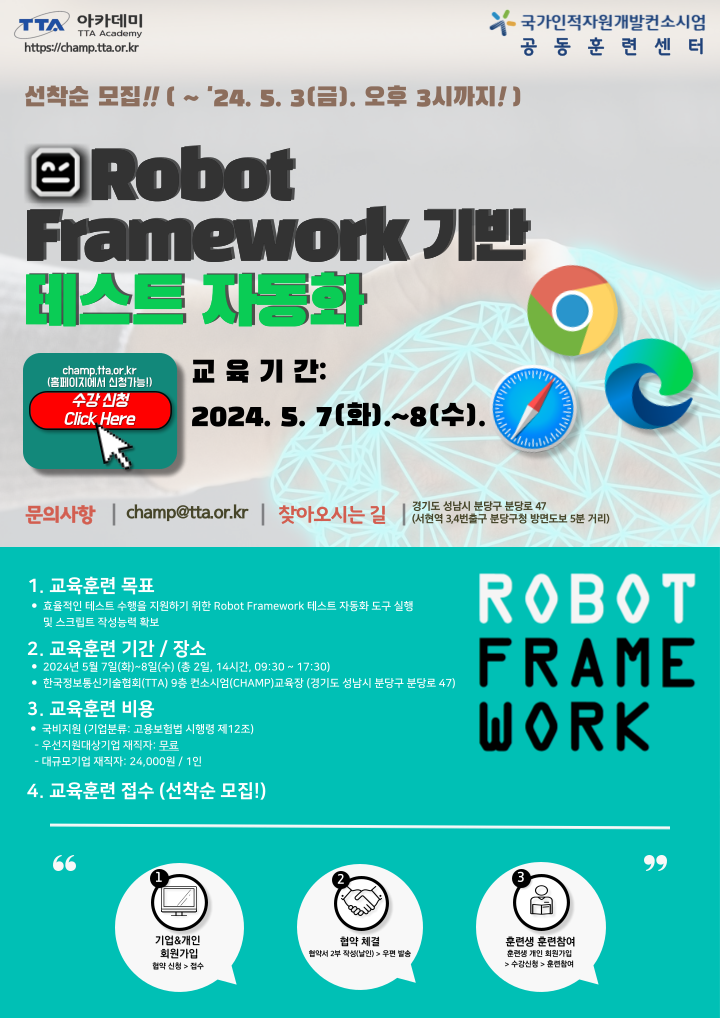 TTA 아카데미
TTA Academy
https://champ.tta.or.kr
국가인적자원개발컨소시엄
공동훈련센터
선착순 모집!! ( ~ '24. 5. 3(금). 오후 3시까지! )
Robot
Framework 기반
테스트 자동화
champ.tta.or.kr
(홈페이지에서 신청가능!)
수강 신청
Click Here
교 육 기 간:
2024. 5. 7(화).~8(수).
문의사항 | champ@tta.or.kr | 찾아오시는 길 | 경기도 성남시 분당구 분당로 47
(서현역 3,4번출구 분당구청 방면도보 5분 거리)
1. 교육훈련 목표
• 효율적인 테스트 수행을 지원하기 위한 Robot Framework 테스트 자동화 도구 실행
및 스크립트 작성능력 확보
2. 교육훈련 기간 / 장소
• 2024년 5월 7일(화)~8일(수) (총 2일, 14시간, 09:30 ~ 17:30)
• 한국정보통신기술협회(TTA) 9층 컨소시엄(CHAMP)교육장 (경기도 성남시 분당구 분당로 47)
3. 교육훈련 비용
• 국비지원 (기업분류: 고용보험법 시행령 제12조)
- 우선지원대상기업 재직자: 무료
- 대규모기업 재직자: 24,000원 / 1인
4. 교육훈련 접수 (선착순 모집!)
ROBOT
FRAME
WORK
“
”
1
기업&개인
회원가입
협약 신청 > 접수
2
협약 체결
협약서 2부 작성(날인) > 우편 발송
3
훈련생 훈련참여
훈련생 개인 회원가입
> 수강신청 > 훈련참여